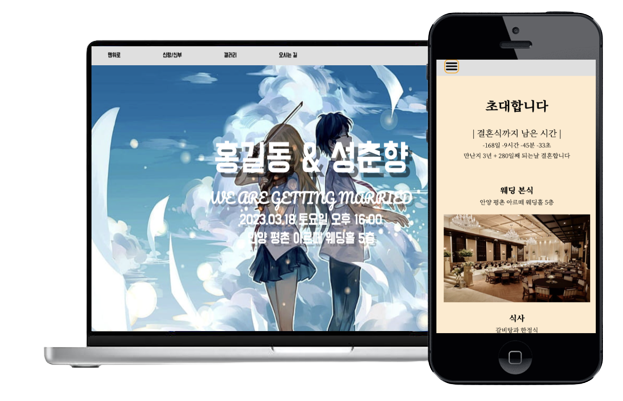 맨위로 신랑/신부 갤러리 오시는 길
홍길동 & 성춘향
WE ARE GETTING MARRIED
2023.03.18 토요일 오후 16:00
안양 평촌 아르떼 웨딩홀 5층
초대합니다
| 결혼식까지 남은 시간 |
-168일 -9시간 -45분 -33초
만난지 3년 + 280일째 되는날 결혼합니다
웨딩 본식
안양 평촌 아르떼 웨딩홀 5층
식사
갈비탕과 한정식